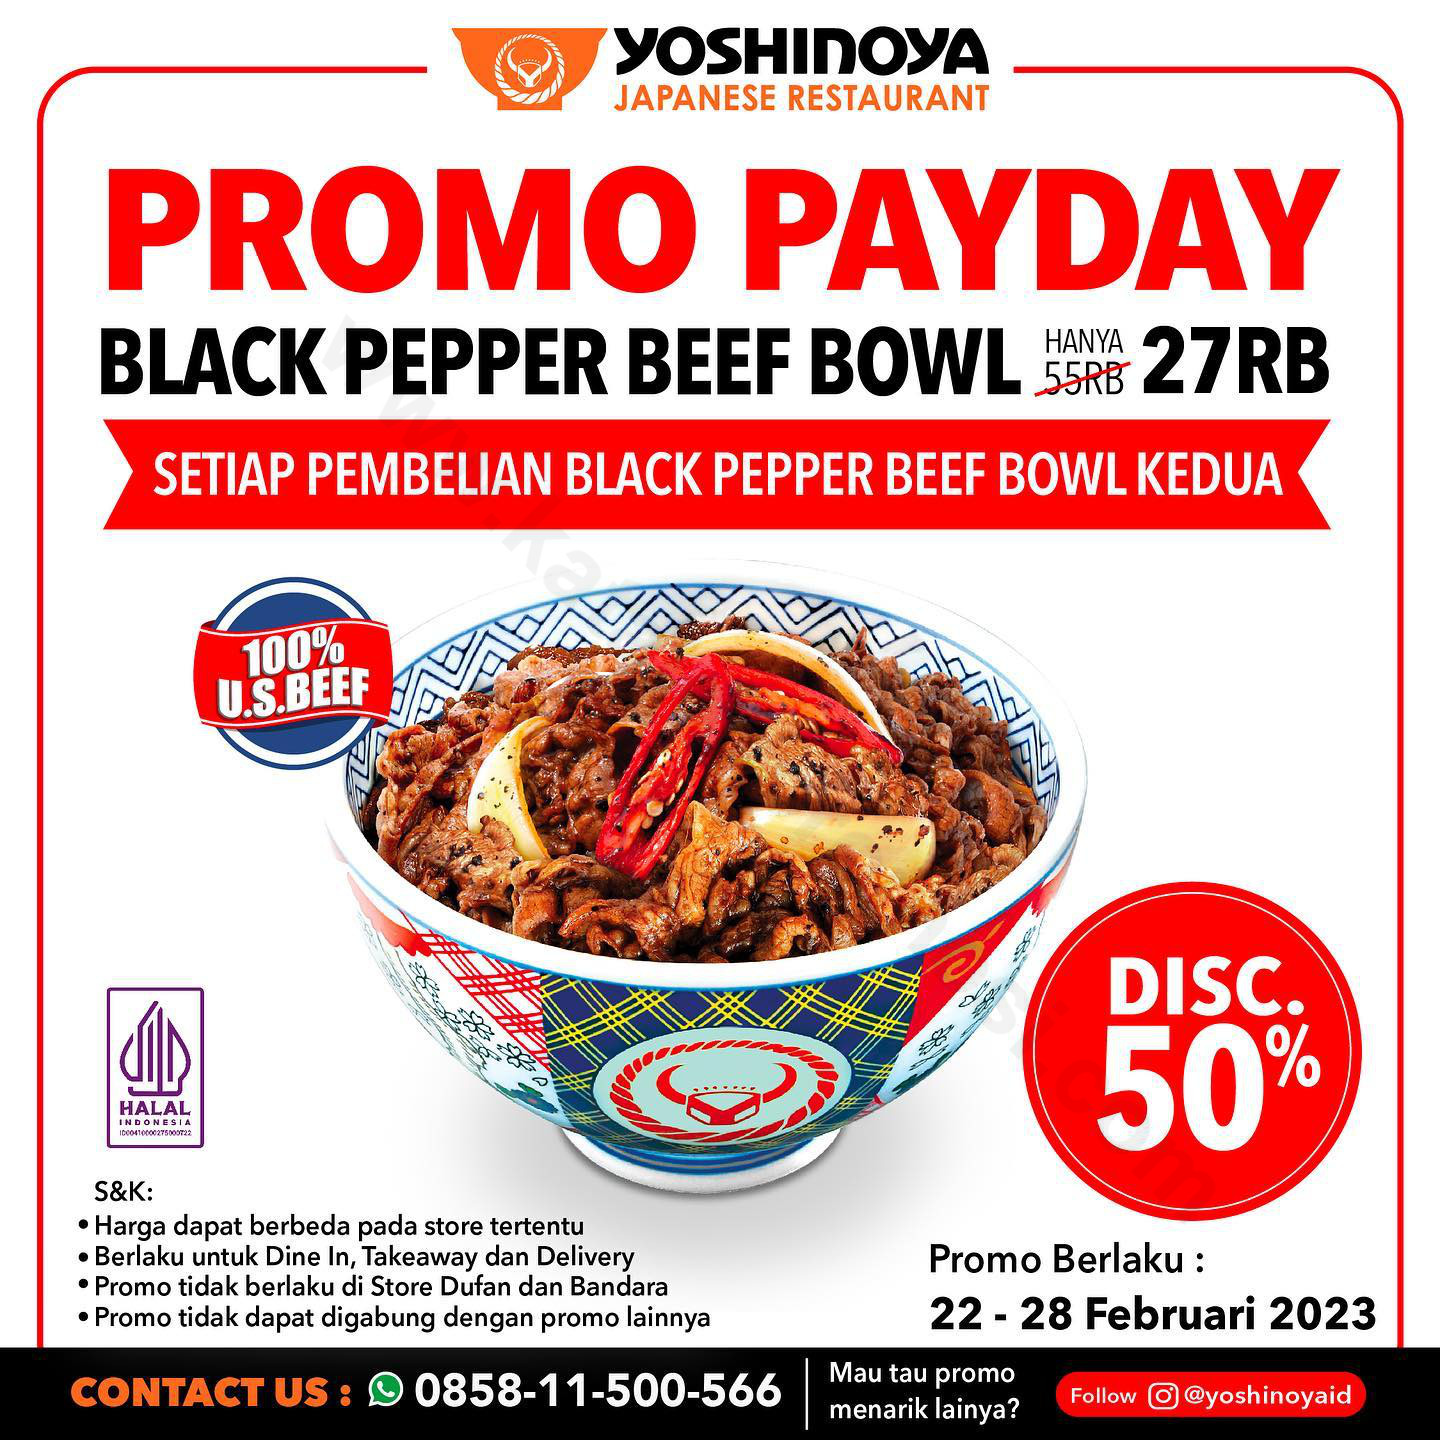 YOSHINOYA
JAPANESE RESTAURANT
PROMO PAYDAY
BLACK PEPPER BEEF BOWL HANYA 55RB 27RB
SETIAP PEMBELIAN BLACK PEPPER BEEF BOWL KEDUA
100%
U.S.BEEF
DISC.
50%
HALAL
INDONESIA
ID00410000275000722
S&K:
• Harga dapat berbeda pada store tertentu
• Berlaku untuk Dine In, Takeaway dan Delivery
• Promo tidak berlaku di Store Dufan dan Bandara
• Promo tidak dapat digabung dengan promo lainnya
Promo Berlaku :
22 - 28 Februari 2023
CONTACT US : 0858-11-500-566
Mau tau promo
menarik lainya?
Follow @yoshinoyaid